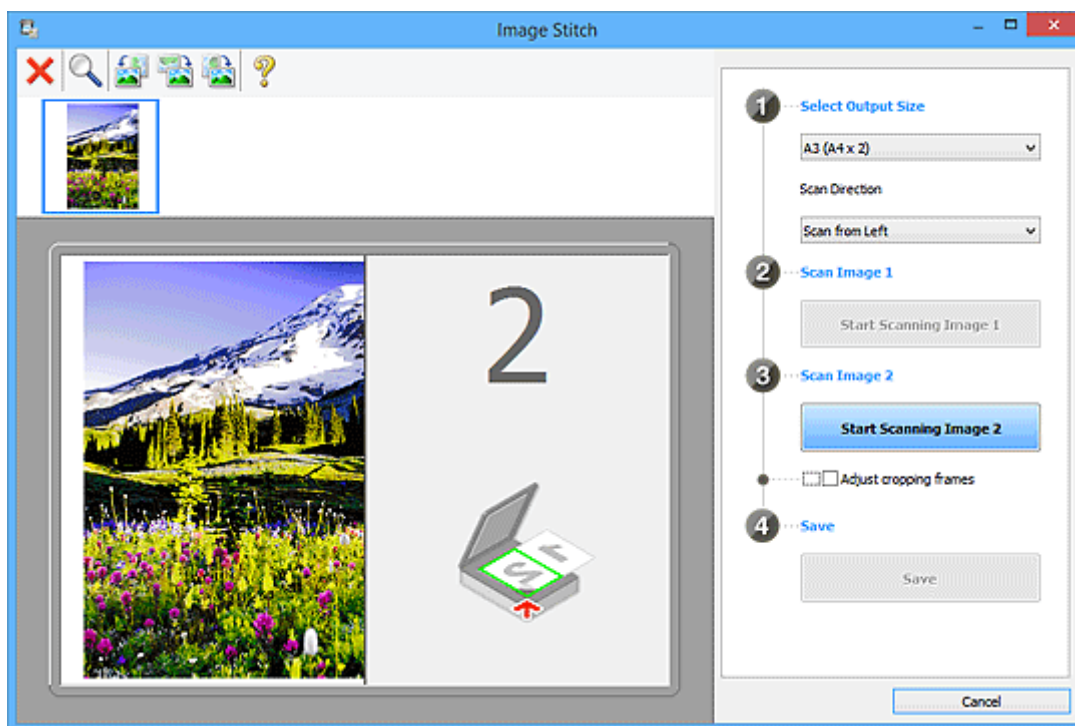 Image Stitch
1 Select Output Size
A3 (A4 x 2)
Scan Direction
Scan from Left
2 Scan Image 1
Start Scanning Image 1
3 Scan Image 2
Start Scanning Image 2
Adjust cropping frames
4 Save
Save
Cancel
2